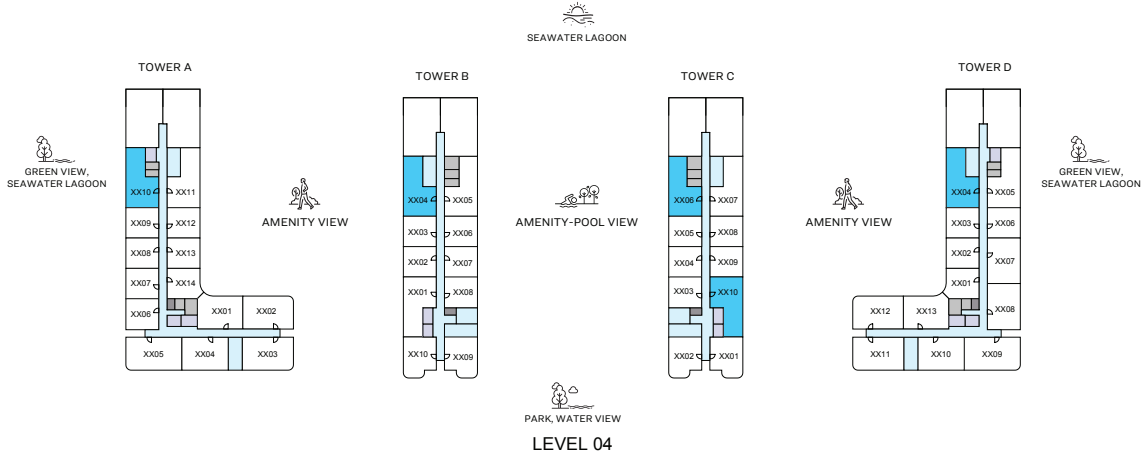 SEAWATER LAGOON
TOWER A
TOWER B
TOWER C
TOWER D
GREEN VIEW,
SEAWATER LAGOON
AMENITY VIEW
AMENITY-POOL VIEW
AMENITY VIEW
GREEN VIEW,
SEAWATER LAGOON
XX10
XX11
XX09
XX12
XX08
XX13
XX07
XX14
XX06
XX01
XX02
XX05
XX04
XX03
XX04
XX05
XX03
XX06
XX02
XX07
XX01
XX08
XX10
XX09
XX06
XX07
XX05
XX08
XX04
XX09
XX03
XX10
XX02
XX01
XX04
XX05
XX03
XX06
XX02
XX07
XX01
XX08
XX12
XX13
XX11
XX10
XX09
PARK, WATER VIEW
LEVEL 04